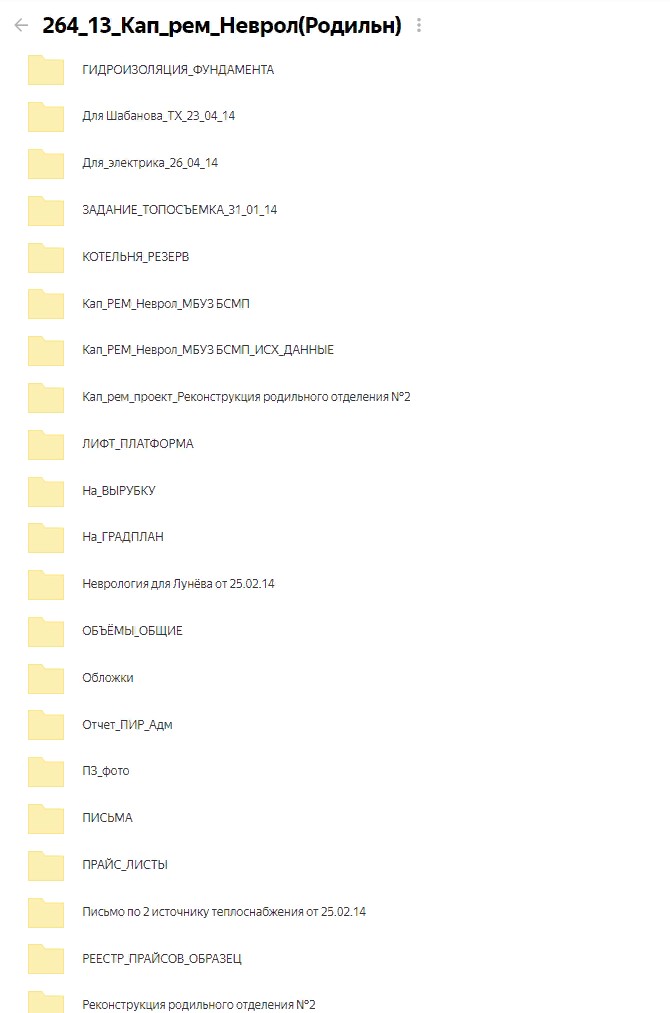 264_13_Кап_рем_Неврол(Родильн)
ГИДРОИЗОЛЯЦИЯ_ФУНДАМЕНТА
Для Шабанова_ТХ_23_04_14
Для_электрика_26_04_14
ЗАДАНИЕ_ТОПОСЪЕМКА_31_01_14
КОТЕЛЬНЯ_РЕЗЕРВ
Кап_РЕМ_Неврол_МБУЗ БСМП
Кап_РЕМ_Неврол_МБУЗ БСМП_ИСХ_ДАННЫЕ
Кап_рем_проект_Реконструкция родильного отделения №2
ЛИФТ_ПЛАТФОРМА
На_ВЫРУБКУ
На_ГРАДПЛАН
Неврология для Лунёва от 25.02.14
ОБЪЁМЫ_ОБЩИЕ
Обложки
Отчет_ПИР_Адм
ПЗ_фото
ПИСЬМА
ПРАЙС_ЛИСТЫ
Письмо по 2 источнику теплоснабжения от 25.02.14
РЕЕСТР_ПРАЙСОВ_ОБРАЗЕЦ
Реконструкция родильного отделения №2